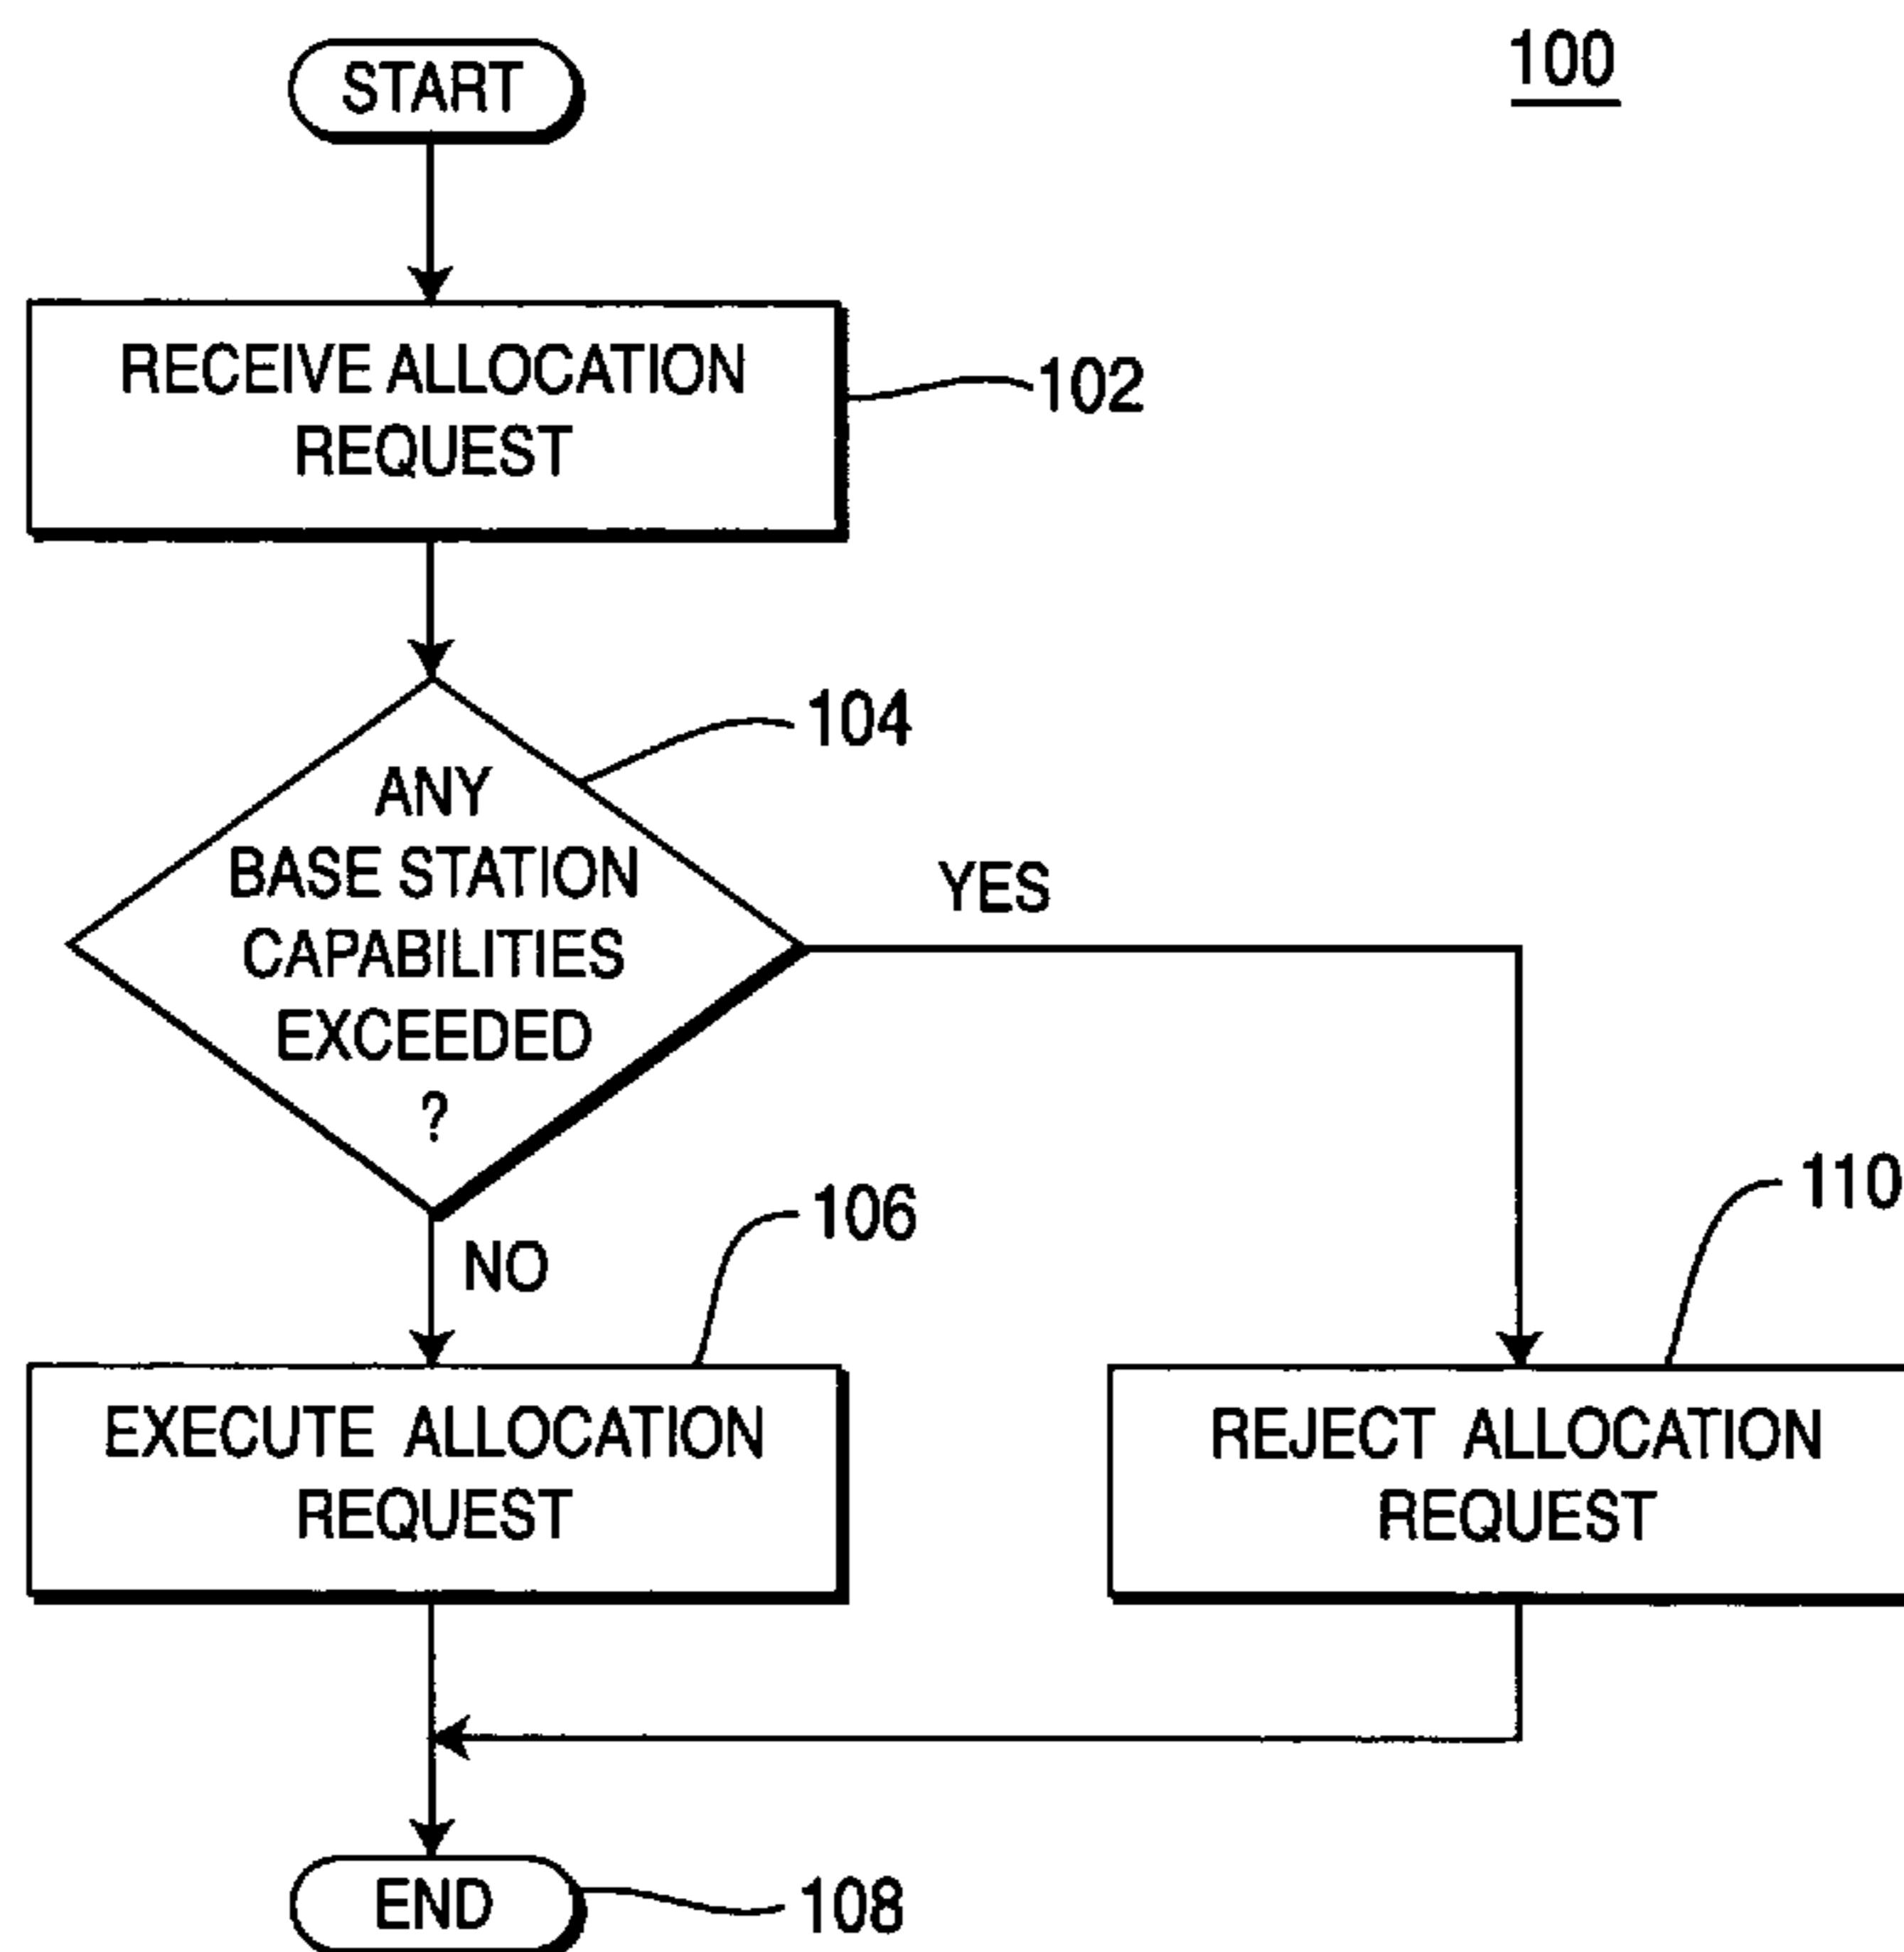 START
100
RECEIVE ALLOCATION
REQUEST
102
104
ANY
BASE STATION
CAPABILITIES
EXCEEDED
?
YES
NO
106
110
EXECUTE ALLOCATION
REQUEST
REJECT ALLOCATION
REQUEST
END
108